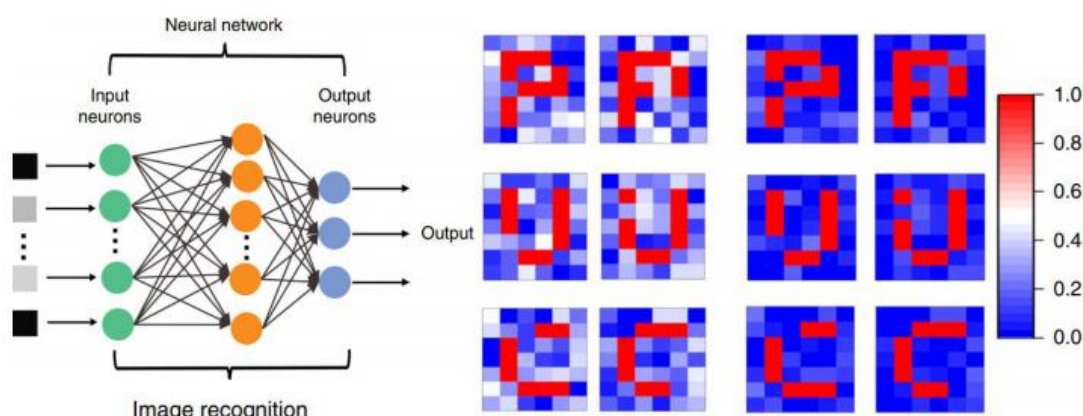 Neural network
Input
neurons
Output
neurons
Output
Image recognition
1.0
0.8
0.6
0.4
0.2
0.0